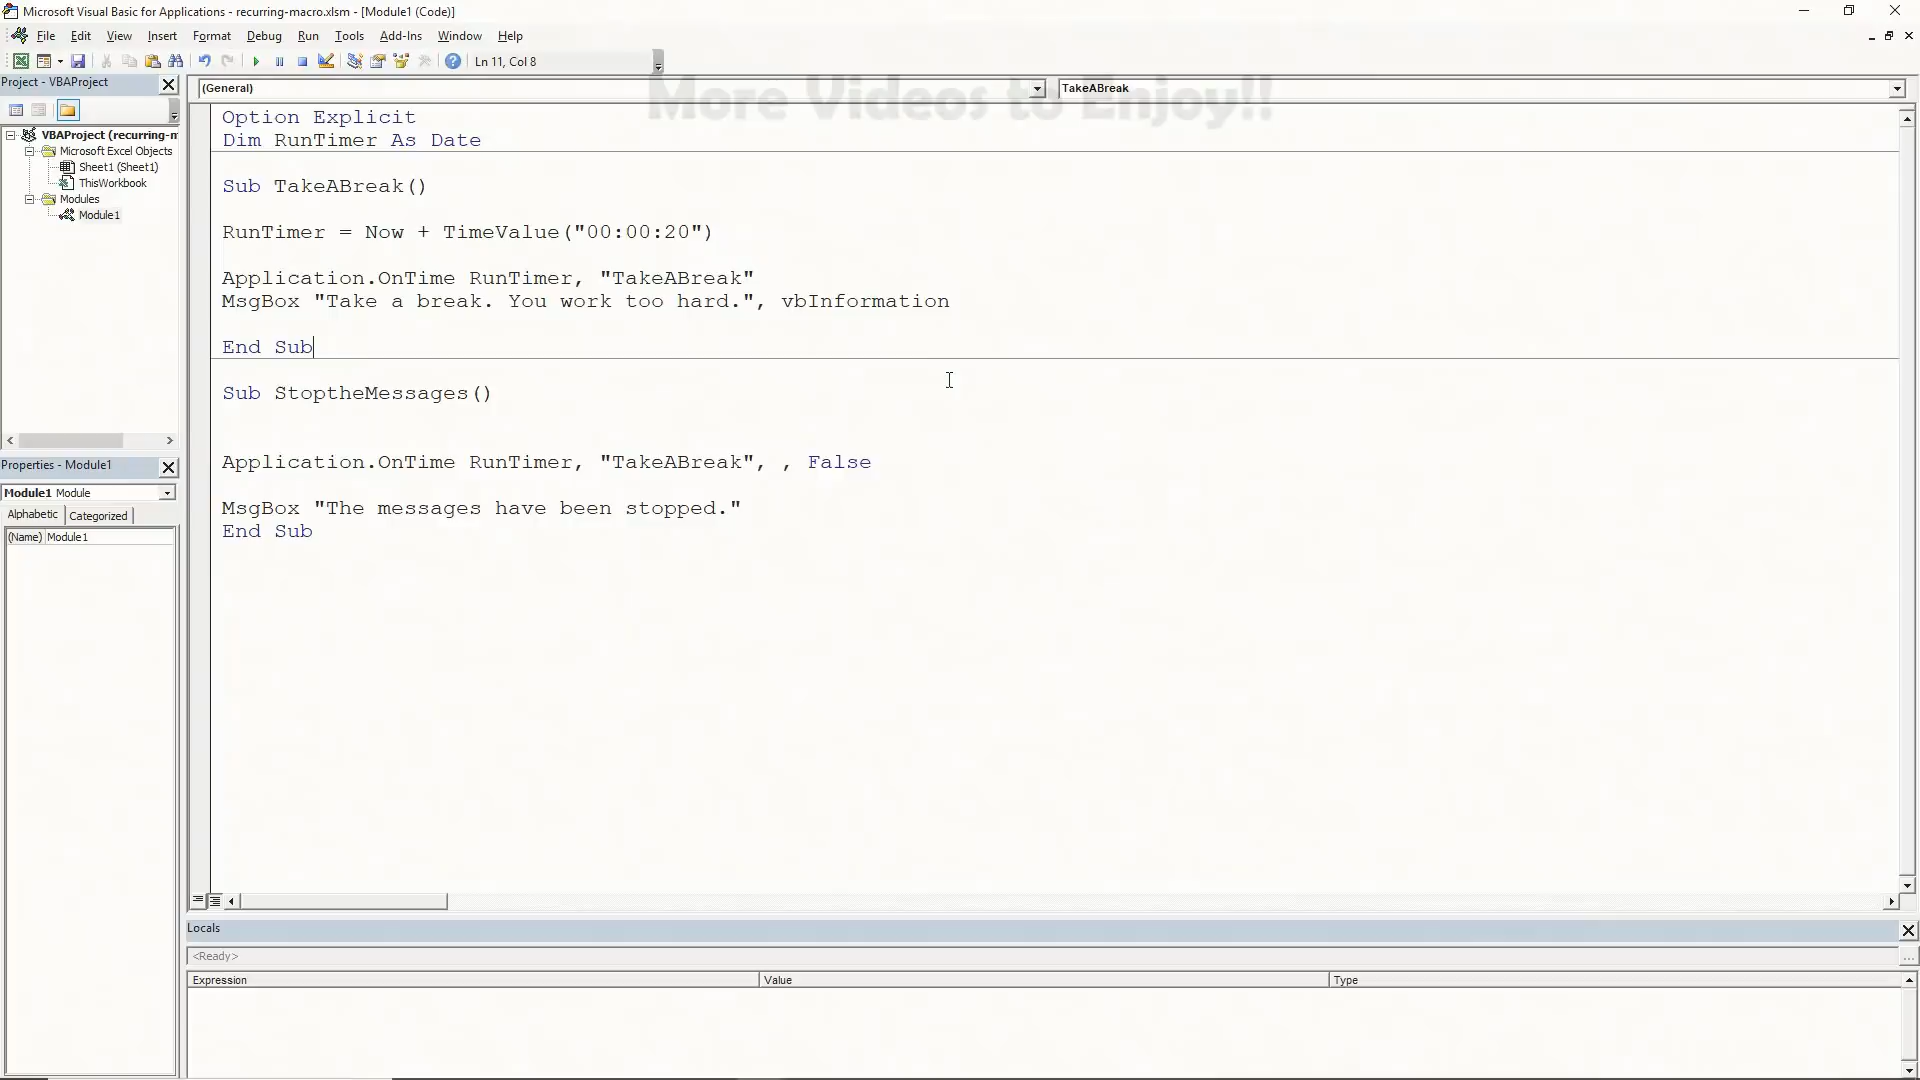 Microsoft Visual Basic for Applications - recurring-macro.xlsm - [Module1 (Code)]
File Edit View Insert Format Debug Run Tools Add-Ins Window Help
Ln 11, Col 8
Project - VBAProject
(General)
TakeABreak
More Videos to Enjoy!!
VBAProject (recurring-m
Microsoft Excel Objects
Sheet1 (Sheet1)
ThisWorkbook
Modules
Module1
Option Explicit
Dim RunTimer As Date
Sub TakeABreak()
RunTimer = Now + TimeValue("00:00:20")
Application.OnTime RunTimer, "TakeABreak"
MsgBox "Take a break. You work too hard.", vbInformation
End Sub
Sub StoptheMessages()
Application.OnTime RunTimer, "TakeABreak", , False
MsgBox "The messages have been stopped."
End Sub
Properties - Module1
Module1 Module
Alphabetic Categorized
(Name) Module1
Locals
<Ready>
...
Expression Value Type